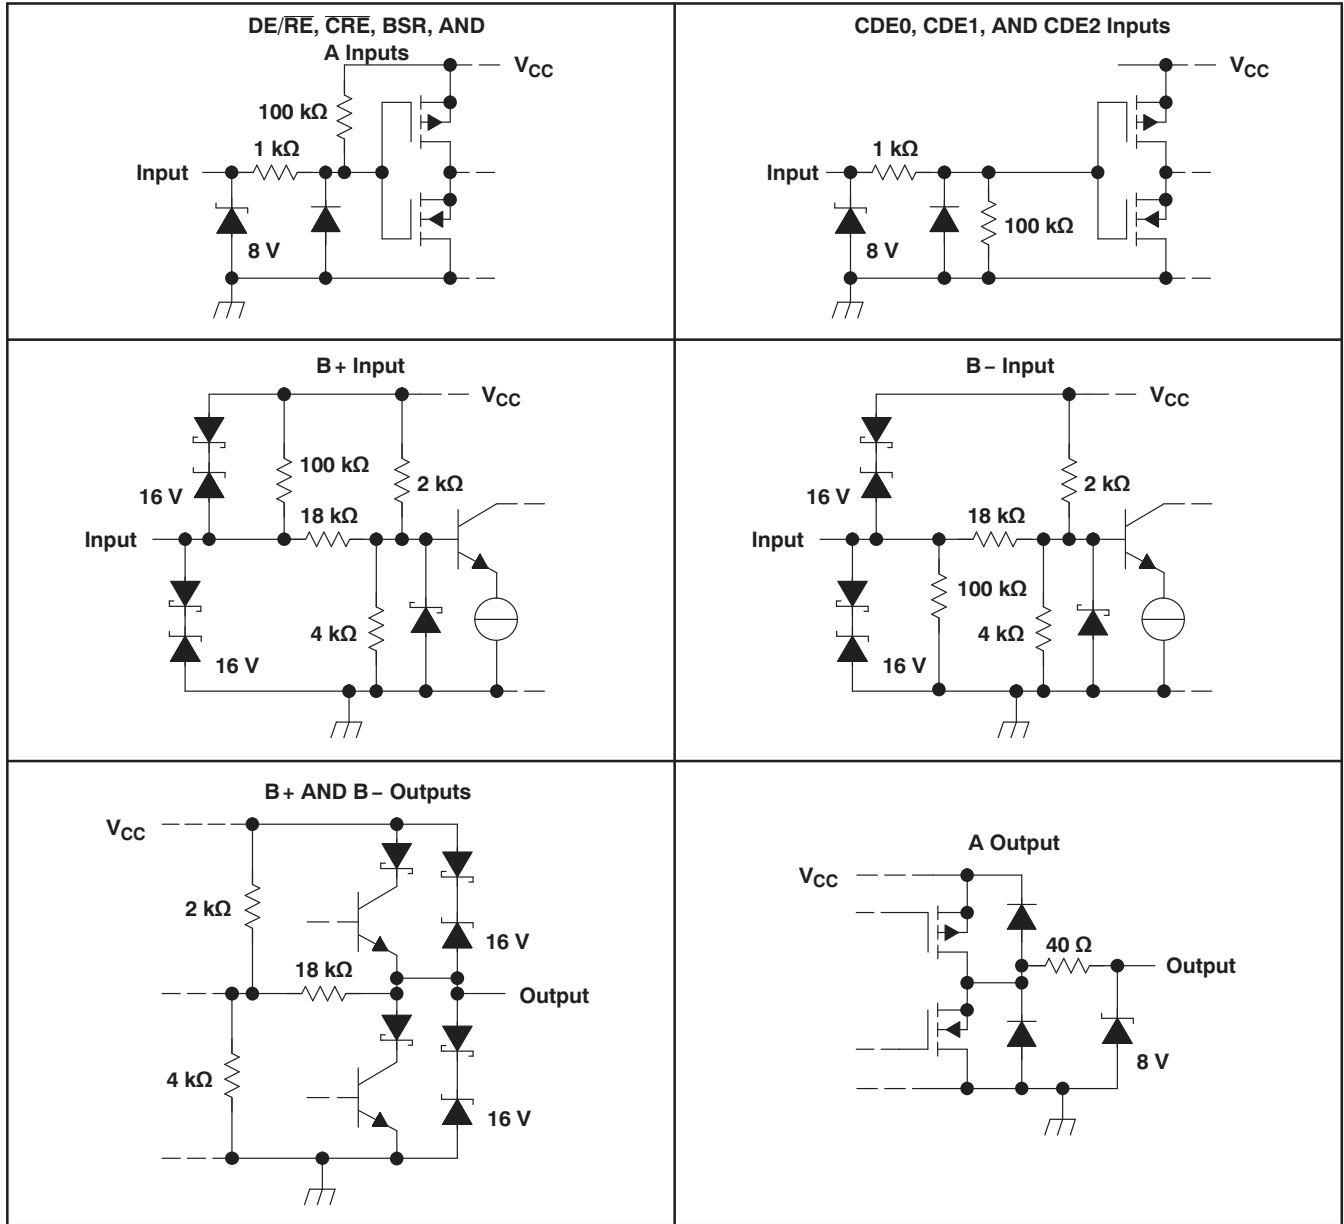 DE/R̅E̅, C̅R̅E̅, BSR, AND
A Inputs
VCC
100 kΩ
1 kΩ
Input
8 V
CDE0, CDE1, AND CDE2 Inputs
VCC
1 kΩ
Input
100 kΩ
8 V
B+ Input
VCC
100 kΩ
2 kΩ
16 V
18 kΩ
Input
4 kΩ
16 V
B− Input
VCC
2 kΩ
16 V
18 kΩ
Input
100 kΩ
4 kΩ
16 V
B+ AND B− Outputs
VCC
2 kΩ
16 V
18 kΩ
Output
4 kΩ
16 V
A Output
VCC
40 Ω
Output
8 V